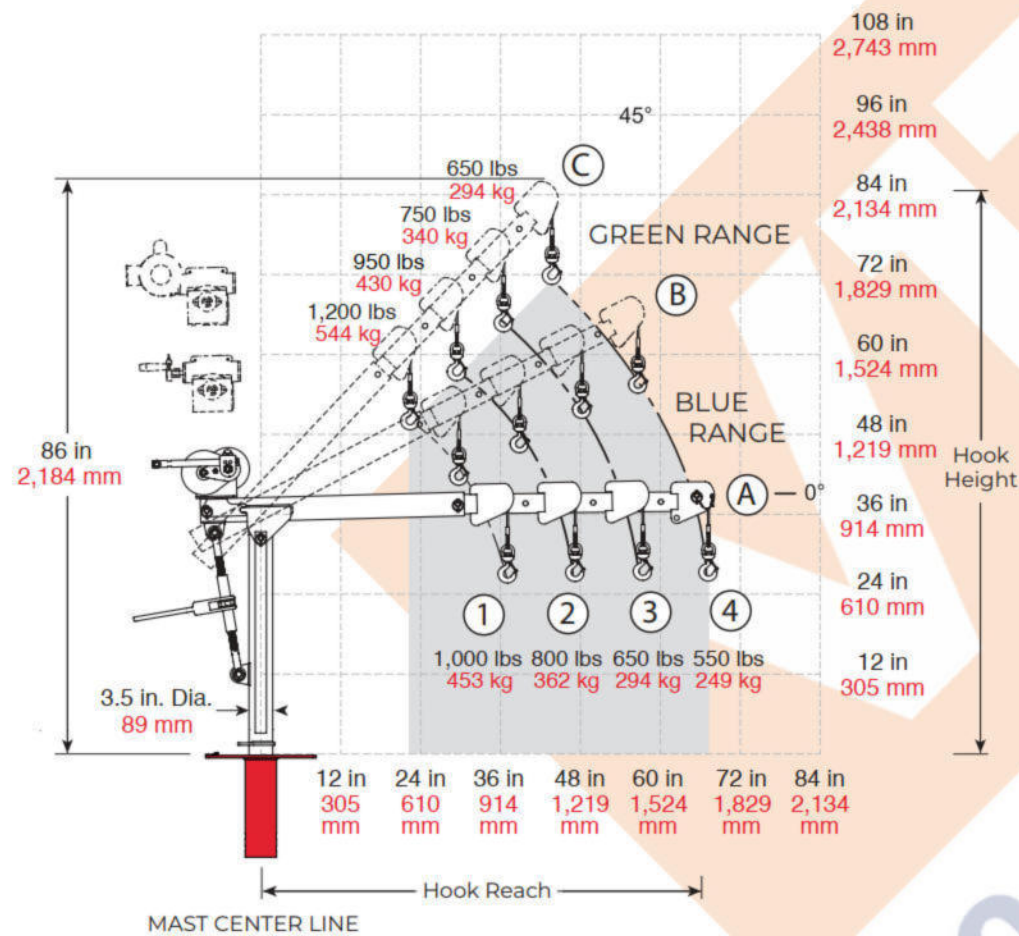 108 in
2,743 mm
45°
96 in
2,438 mm
650 lbs
294 kg
C
84 in
2,134 mm
750 lbs
340 kg
GREEN RANGE
950 lbs
430 kg
72 in
1,829 mm
B
1,200 lbs
544 kg
60 in
1,524 mm
BLUE
RANGE
48 in
1,219 mm
86 in
2,184 mm
Hook
Height
A
0°
36 in
914 mm
24 in
610 mm
1
2
3
4
1,000 lbs 800 lbs 650 lbs 550 lbs
453 kg 362 kg 294 kg 249 kg
12 in
305 mm
3.5 in. Dia.
89 mm
12 in 24 in 36 in 48 in 60 in 72 in 84 in
305 610 914 1,219 1,524 1,829 2,134
mm mm mm mm mm mm mm
Hook Reach
MAST CENTER LINE